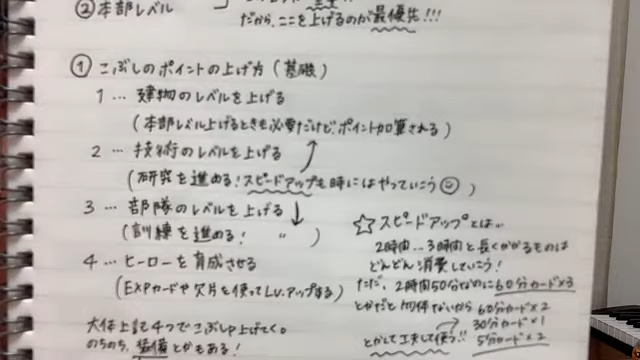 ②本部レベル
だから、ここを上げるのが最優先!!!
① こぶしのポイントの上げ方(基礎)
1 … 建物のレベルを上げる
(本部レベル上げるときも必要だけど、ポイント加算される)
2 … 技術のレベルを上げる
(研究を進める!スピードアップも時にはやっていこう)
3 … 部隊のレベルを上げる
(訓練を進める! 〃 )
4 … ヒーローを育成させる
(EXPカードや欠片を使ってLv.アップする)
大体上記4つでこぶしup上げてく。
のちのち、装備とかもある!
☆スピードアップとは…
2時間…3時間と長くかかるものは
どんどん消費していこう!
ただ、2時間50分なのに60分カード×3
とかだと勿体ないから 60分カード×2
30分カード×1
5分カード×2
とかして工夫して使う!!